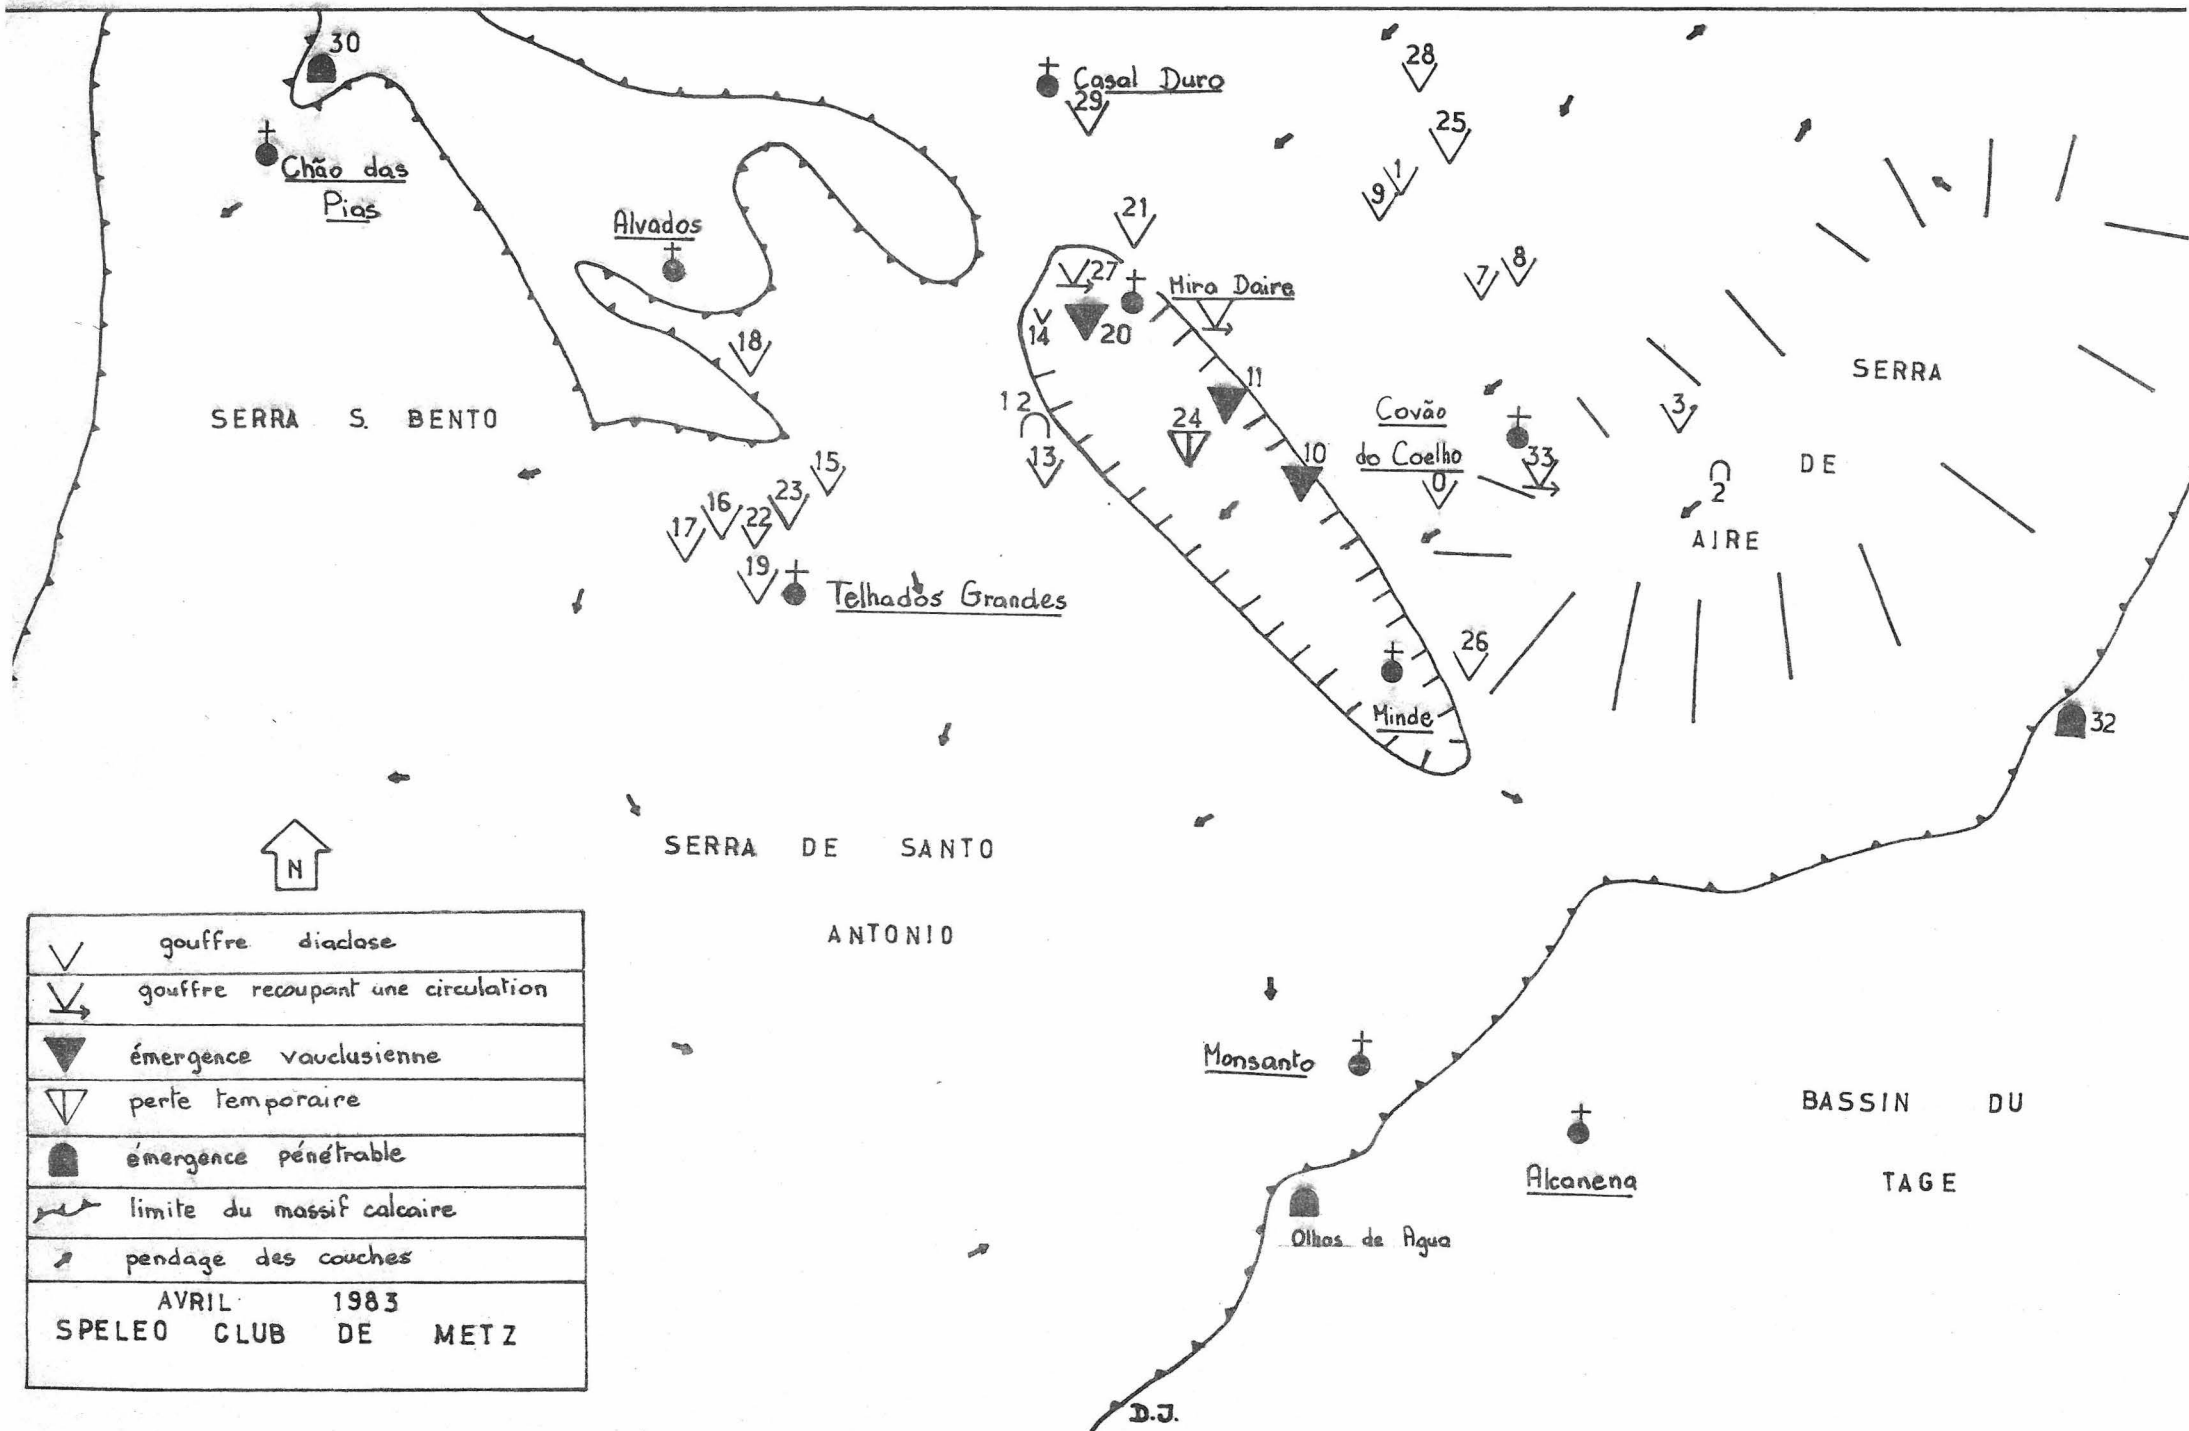 30
28
Casal Duro
29
25
Chão das
Pias
1
9
21
Alvados
27
8
7
Mira Daire
14
20
18
SERRA
11
12
3
SERRA S. BENTO
24
Covão
do Coelho
13
10
33
DE
15
0
2
23
16
22
17
AIRE
19
Telhados Grandes
26
Minde
32
SERRA DE SANTO
N
ANTONIO
gouffre diaclase
gouffre recoupant une circulation
émergence vauclusienne
perte temporaire
émergence pénétrable
limite du massif calcaire
pendage des couches
AVRIL 1983
SPELEO CLUB DE METZ
Monsanto
BASSIN DU
TAGE
Alcanena
Olhos de Agua
D.J.